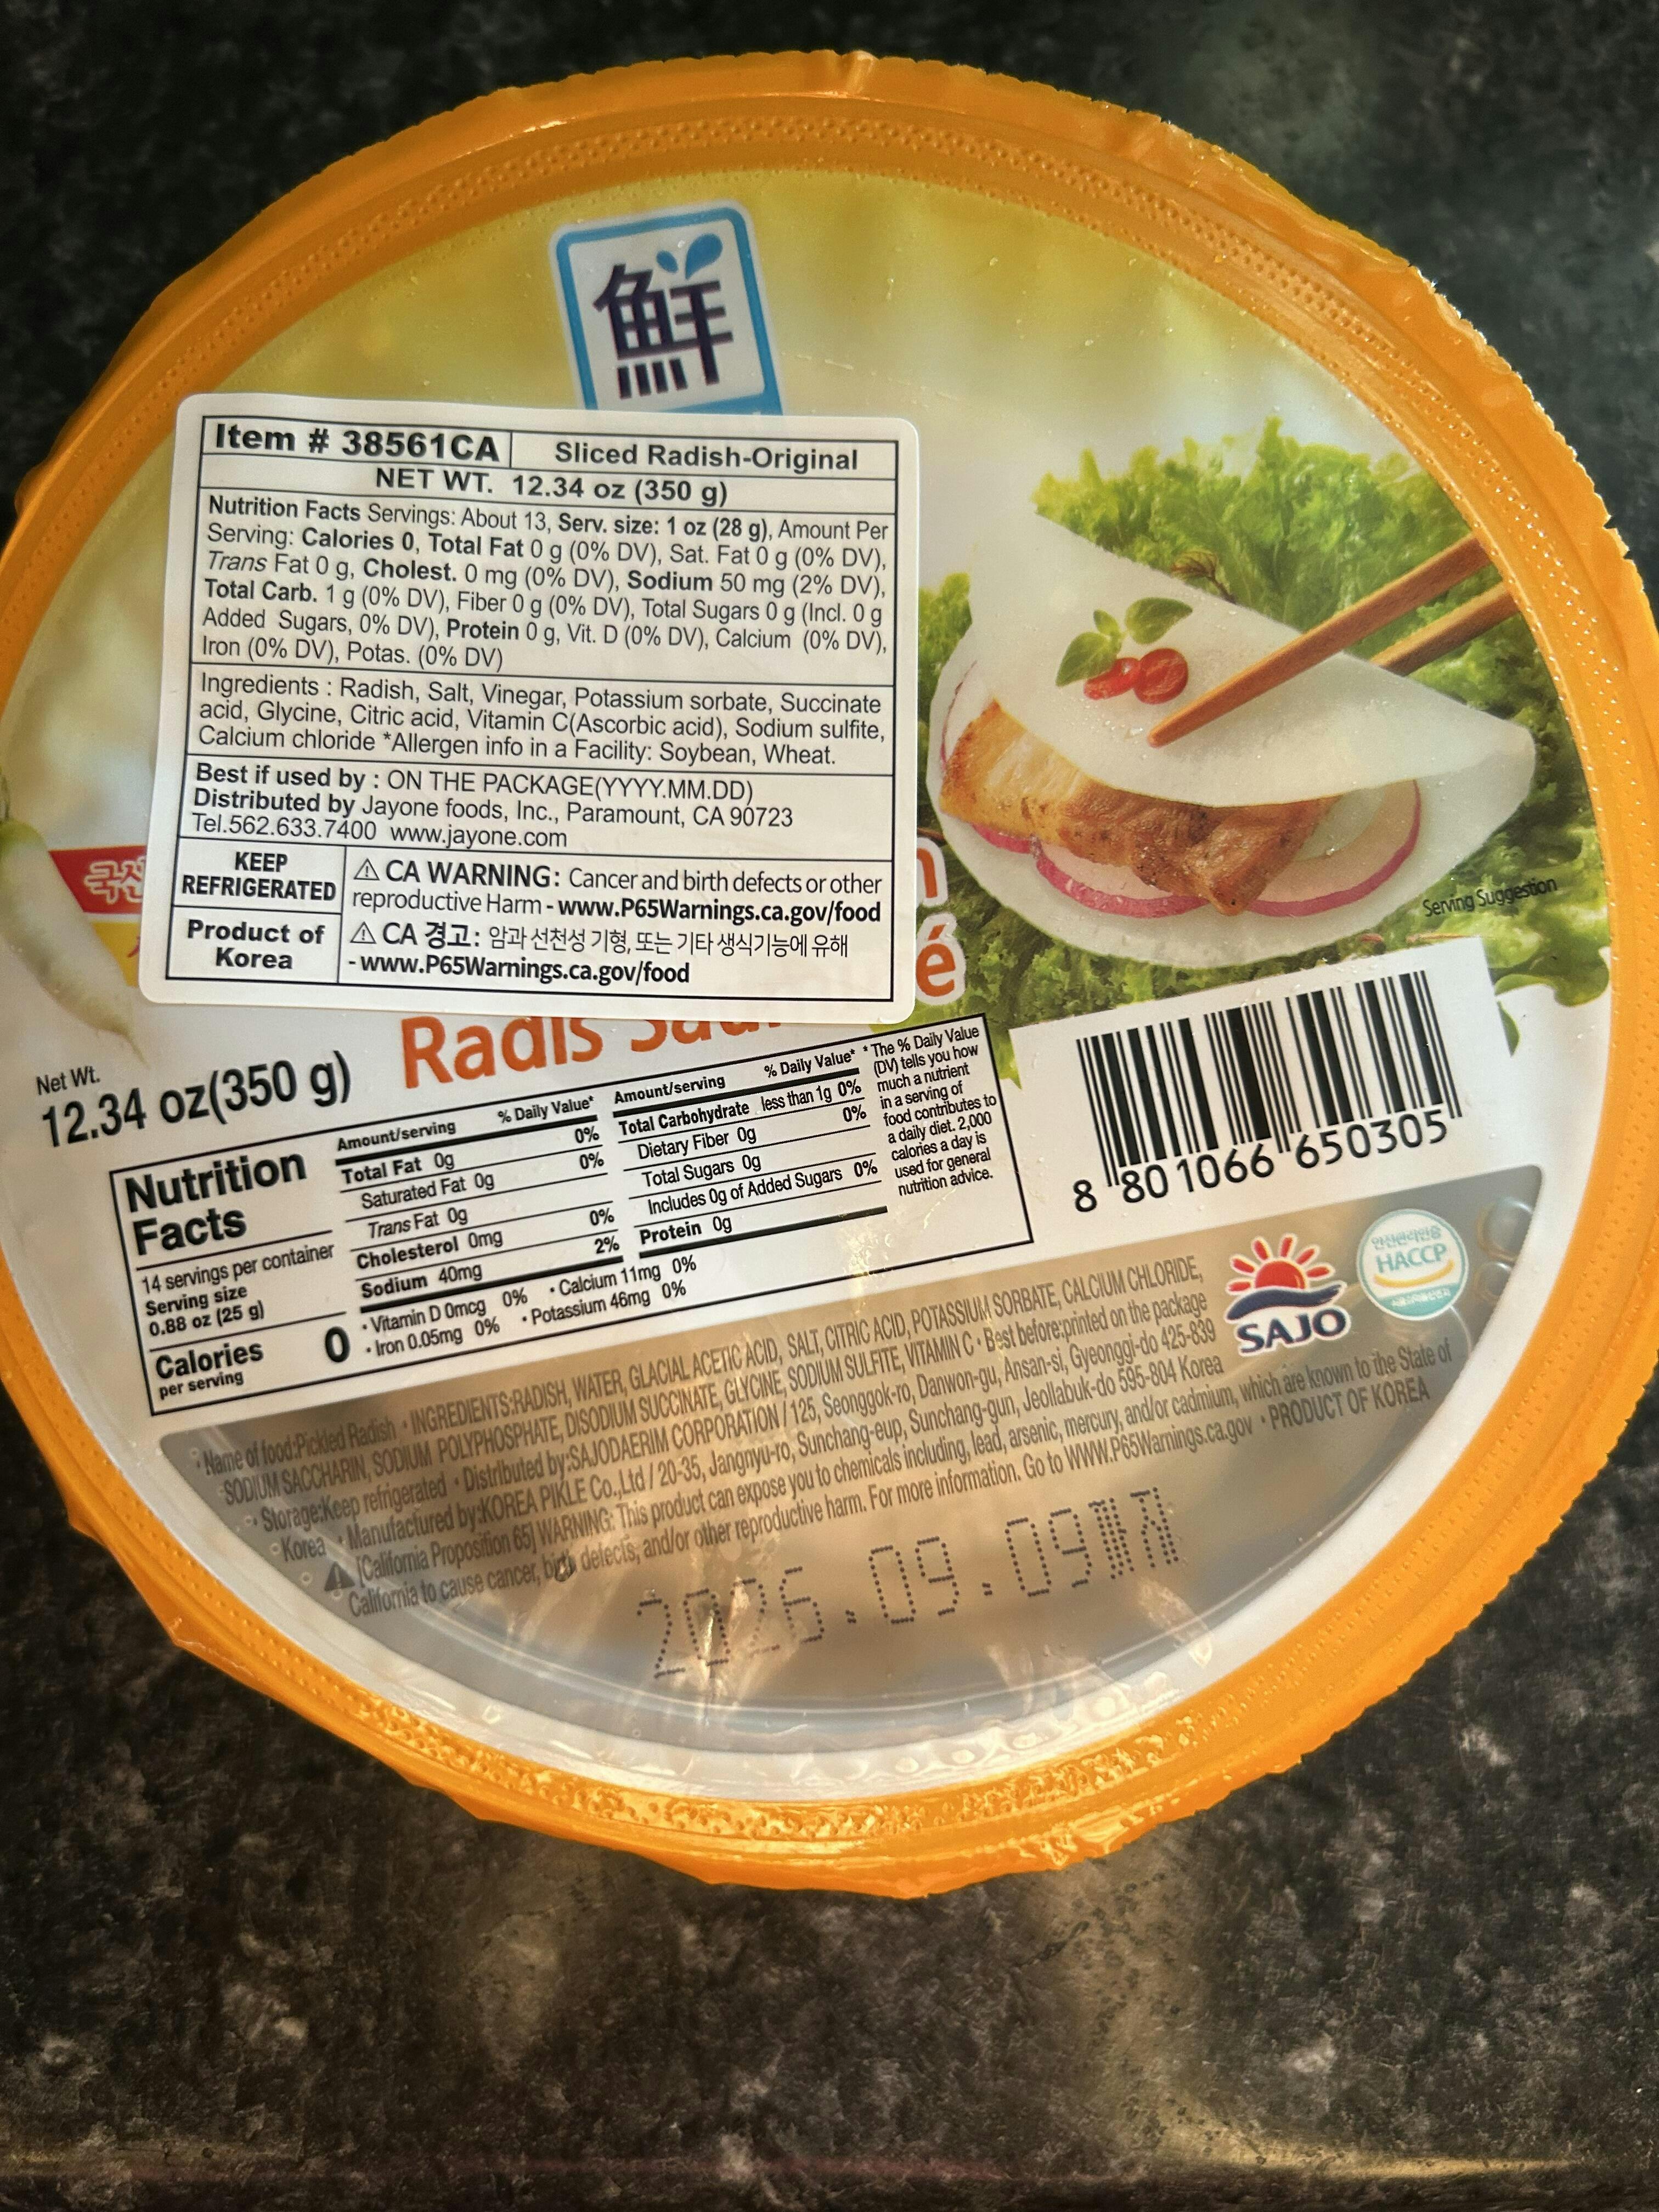 鮮
Item # 38561CA Sliced Radish-Original
NET WT. 12.34 oz (350 g)
Nutrition Facts Servings: About 13, Serv. size: 1 oz (28 g), Amount Per
Serving: Calories 0, Total Fat 0 g (0% DV), Sat. Fat 0 g (0% DV),
Trans Fat 0 g, Cholest. 0 mg (0% DV), Sodium 50 mg (2% DV),
Total Carb. 1 g (0% DV), Fiber 0 g (0% DV), Total Sugars 0 g (Incl. 0 g
Added Sugars, 0% DV), Protein 0 g, Vit. D (0% DV), Calcium (0% DV),
Iron (0% DV), Potas. (0% DV)
Ingredients : Radish, Salt, Vinegar, Potassium sorbate, Succinate
acid, Glycine, Citric acid, Vitamin C(Ascorbic acid), Sodium sulfite,
Calcium chloride *Allergen info in a Facility: Soybean, Wheat.
Best if used by : ON THE PACKAGE(YYYY.MM.DD)
Distributed by Jayone foods, Inc., Paramount, CA 90723
Tel.562.633.7400 www.jayone.com
KEEP
REFRIGERATED
⚠ CA WARNING: Cancer and birth defects or other
reproductive Harm - www.P65Warnings.ca.gov/food
Product of
Korea
⚠ CA 경고: 암과 선천성 기형, 또는 기타 생식기능에 유해
- www.P65Warnings.ca.gov/food
국산
é
Serving Suggestion
Radis
Net Wt.
12.34 oz(350 g)
Nutrition
Facts
14 servings per container
Serving size
0.88 oz (25 g)
Calories 0
per serving
Amount/serving % Daily Value*
Total Fat 0g 0%
Saturated Fat 0g 0%
Trans Fat 0g
Cholesterol 0mg 0%
Sodium 40mg 2%
Amount/serving % Daily Value*
Total Carbohydrate less than 1g 0%
Dietary Fiber 0g 0%
Total Sugars 0g
Includes 0g of Added Sugars 0%
Protein 0g
• Vitamin D 0mcg 0% • Calcium 11mg 0%
• Iron 0.05mg 0% • Potassium 46mg 0%
* The % Daily Value
(DV) tells you how
much a nutrient
in a serving of
food contributes to
a daily diet. 2,000
calories a day is
used for general
nutrition advice.
8 801066 650305
• Name of food:Pickled Radish • INGREDIENTS:RADISH, WATER, GLACIAL ACETIC ACID, SALT, CITRIC ACID, POTASSIUM SORBATE, CALCIUM CHLORIDE,
SODIUM SACCHARIN, SODIUM POLYPHOSPHATE, DISODIUM SUCCINATE, GLYCINE, SODIUM SULFITE, VITAMIN C • Best before:printed on the package
• Storage:Keep refrigerated • Distributed by:SAJODAERIM CORPORATION / 125, Seonggok-ro, Danwon-gu, Ansan-si, Gyeonggi-do 425-839
Korea • Manufactured by:KOREA PIKLE Co.,Ltd / 20-35, Jangnyu-ro, Sunchang-eup, Sunchang-gun, Jeollabuk-do 595-804 Korea
⚠ [California Proposition 65] WARNING: This product can expose you to chemicals including, lead, arsenic, mercury, and/or cadmium, which are known to the State of
California to cause cancer, birth defects, and/or other reproductive harm. For more information. Go to WWW.P65Warnings.ca.gov • PRODUCT OF KOREA
SAJO
안전관리인증
HACCP
2026.09.09까지